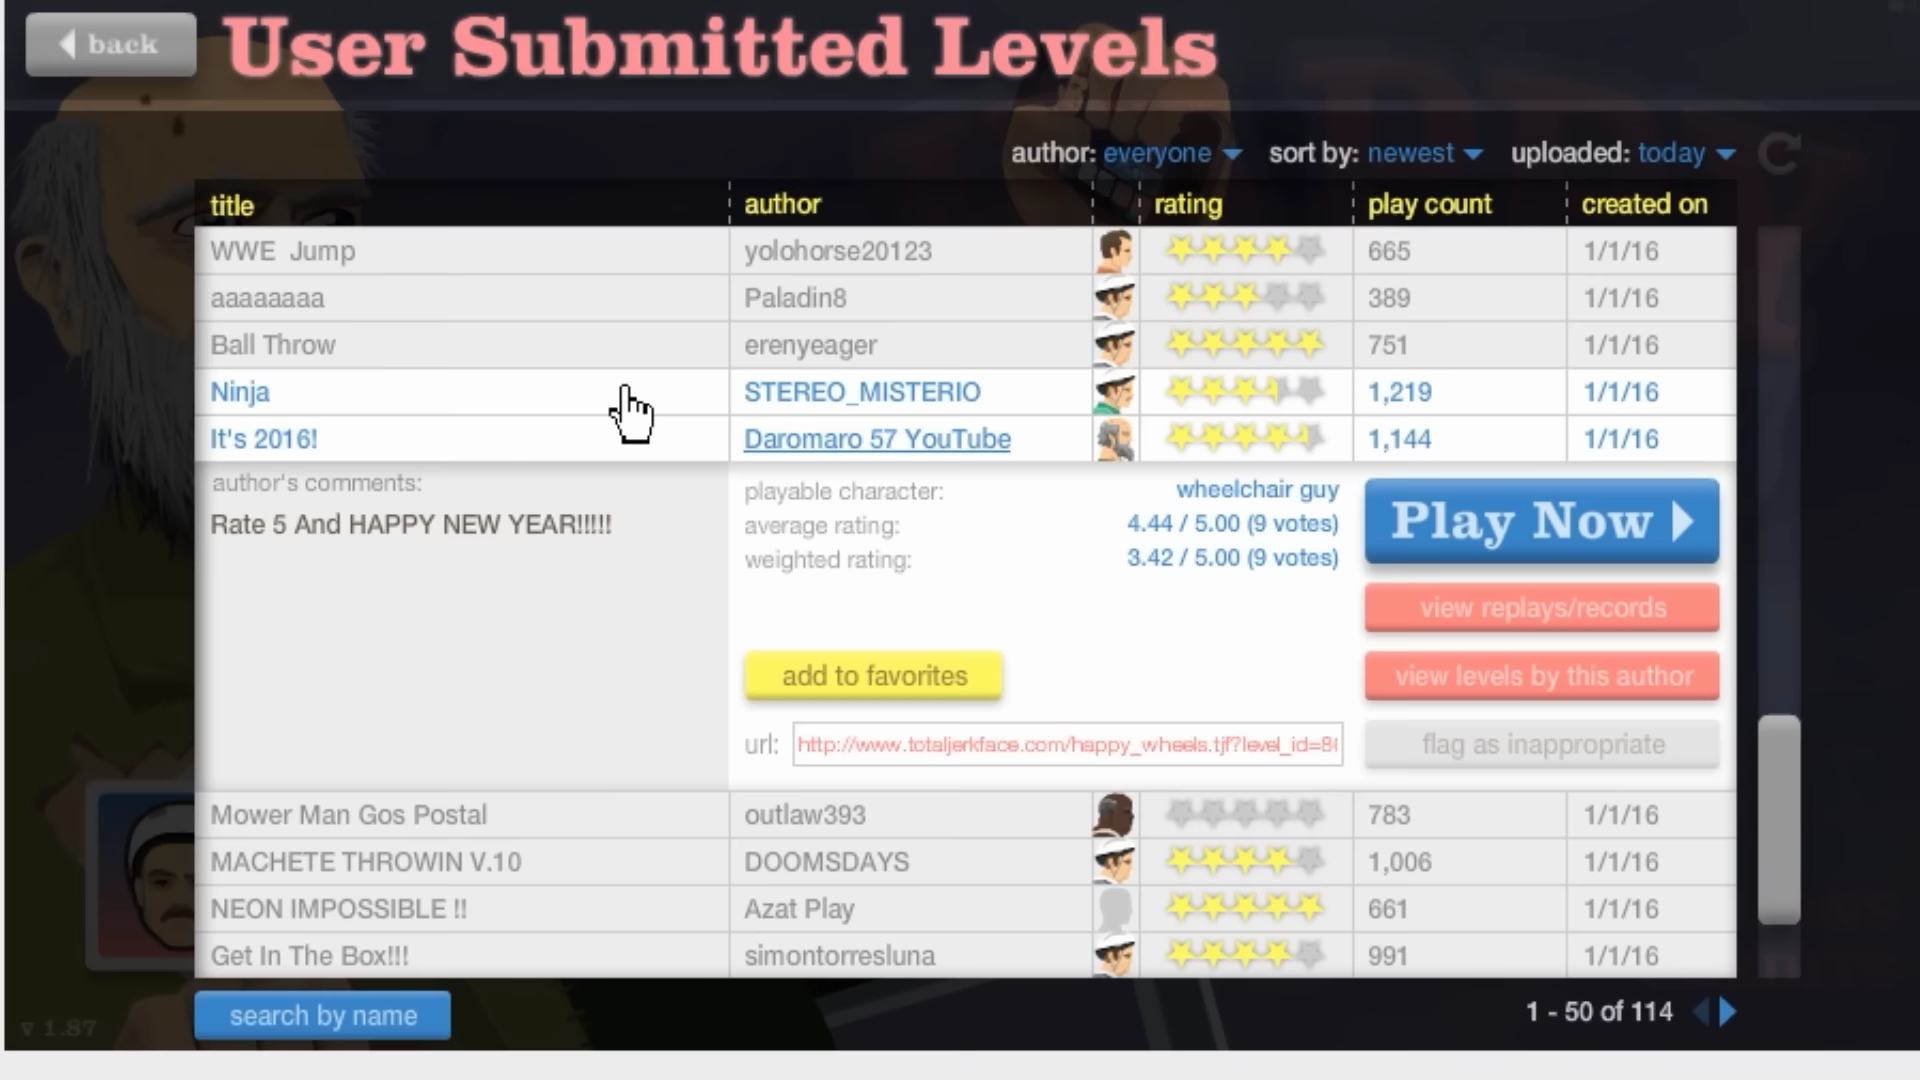 back
User Submitted Levels
author: everyone sort by: newest uploaded: today
title author rating play count created on
WWE Jump yolohorse20123 665 1/1/16
aaaaaaaa Paladin8 389 1/1/16
Ball Throw erenyeager 751 1/1/16
Ninja STEREO_MISTERIO 1,219 1/1/16
It's 2016! Daromaro 57 YouTube 1,144 1/1/16
author's comments:
Rate 5 And HAPPY NEW YEAR!!!!!
playable character: wheelchair guy
average rating: 4.44 / 5.00 (9 votes)
weighted rating: 3.42 / 5.00 (9 votes)
Play Now
view replays/records
add to favorites
view levels by this author
url: http://www.totaljerkface.com/happy_wheels.tjf?level_id=8
flag as inappropriate
Mower Man Gos Postal outlaw393 783 1/1/16
MACHETE THROWIN V.10 DOOMSDAYS 1,006 1/1/16
NEON IMPOSSIBLE !! Azat Play 661 1/1/16
Get In The Box!!! simontorresluna 991 1/1/16
search by name
1 - 50 of 114
v 1.87